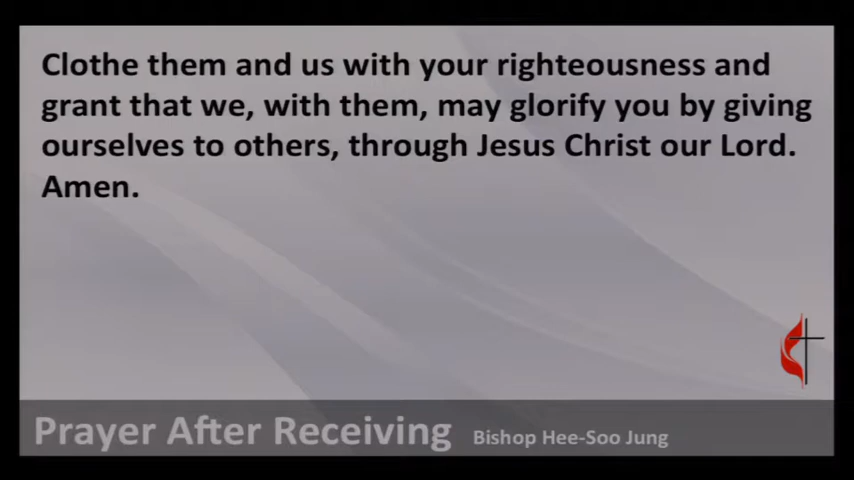 Clothe them and us with your righteousness and
grant that we, with them, may glorify you by giving
ourselves to others, through Jesus Christ our Lord.
Amen.
Prayer After Receiving Bishop Hee-Soo Jung